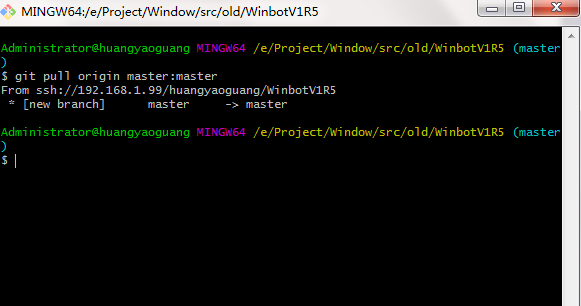 MINGW64:/e/Project/Window/src/old/WinbotV1R5
Administrator@huangyaoguang MINGW64 /e/Project/Window/src/old/WinbotV1R5 (master
)
$ git pull origin master:master
From ssh://192.168.1.99/huangyaoguang/WinbotV1R5
 * [new branch]      master     -> master
Administrator@huangyaoguang MINGW64 /e/Project/Window/src/old/WinbotV1R5 (master
)
$